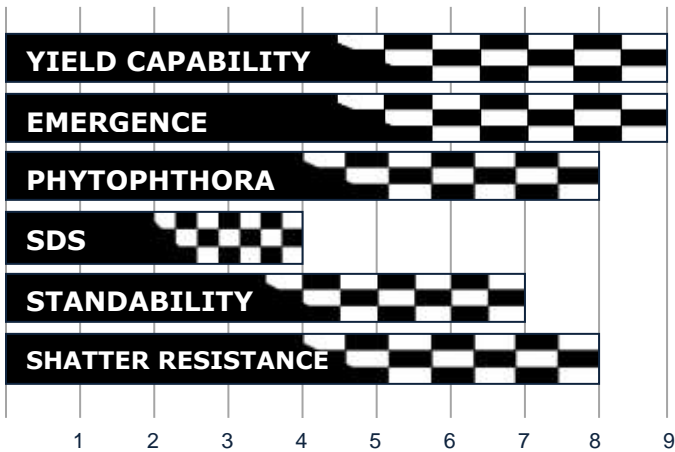 YIELD CAPABILITY
EMERGENCE
PHYTOPHTHORA
SDS
STANDABILITY
SHATTER RESISTANCE
1 2 3 4 5 6 7 8 9